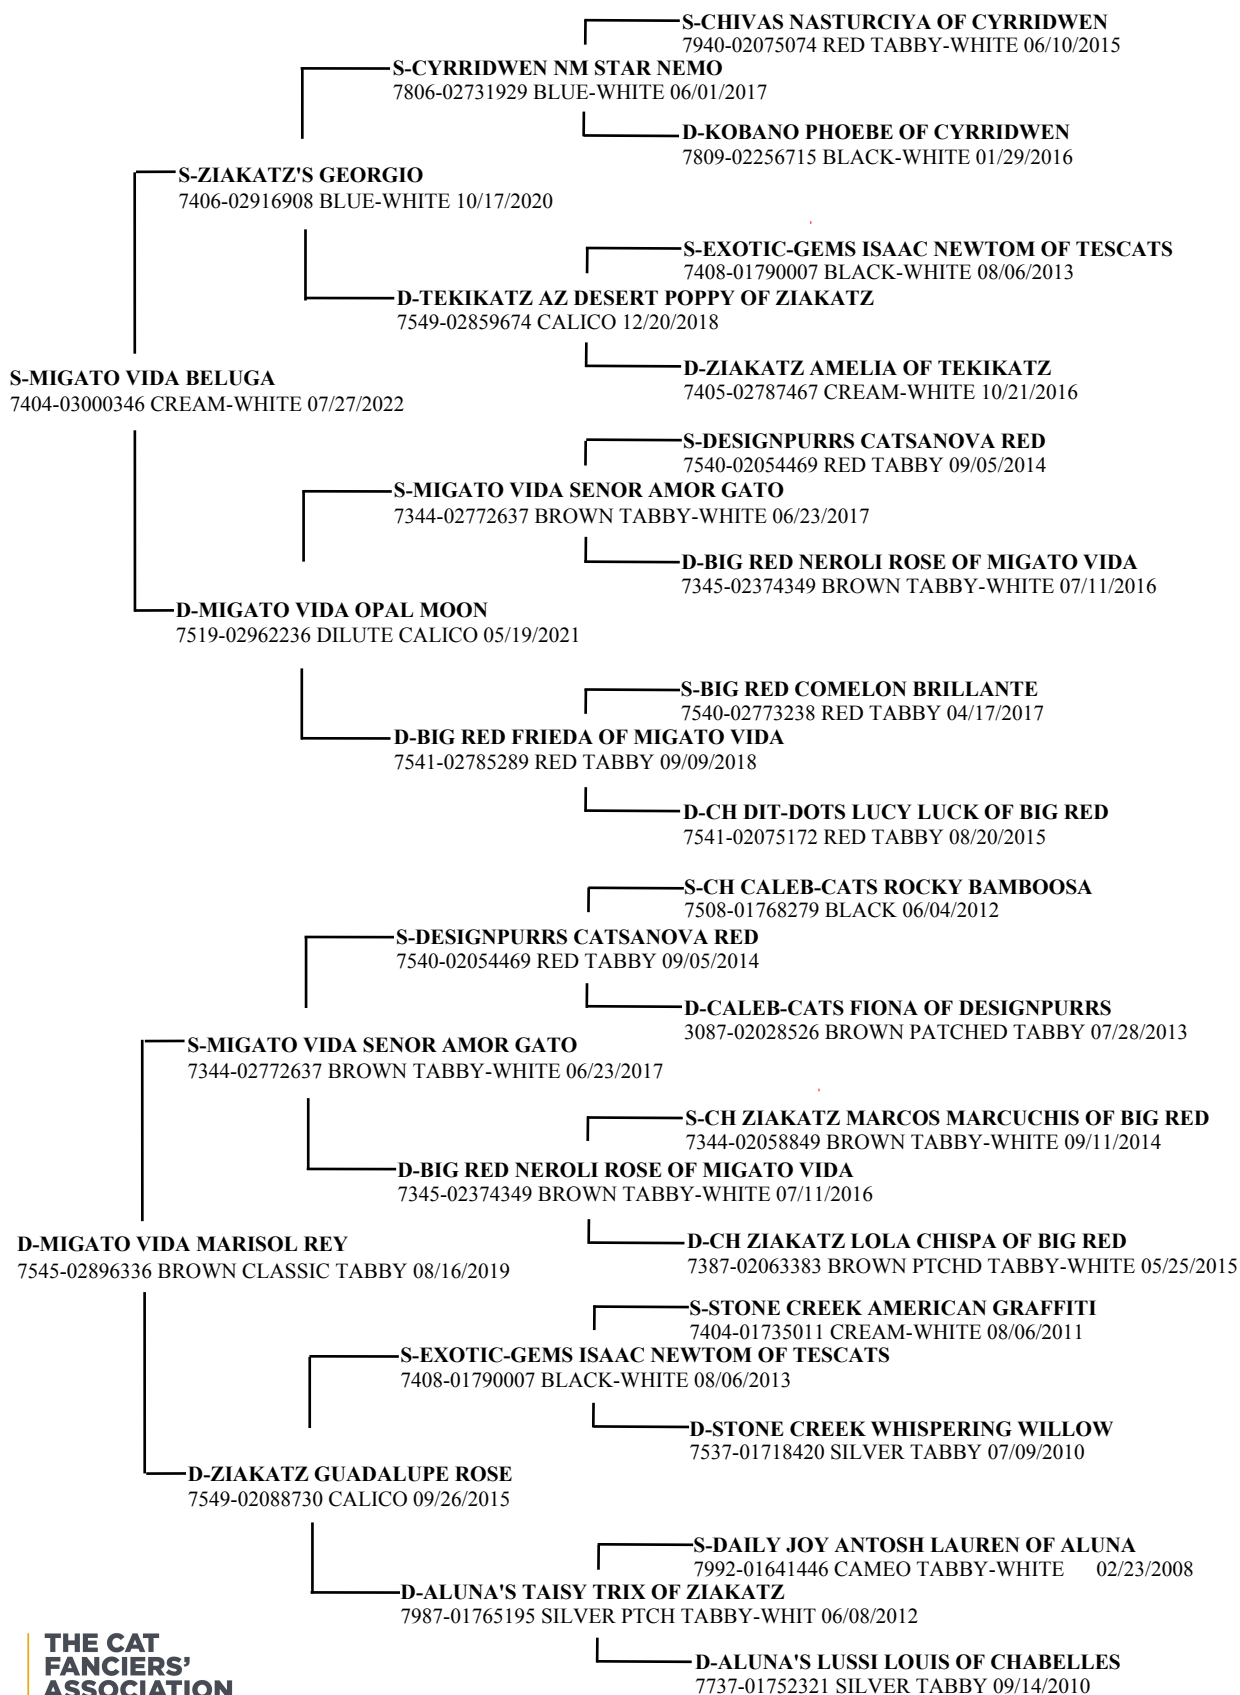 S-CHIVAS NASTURCIYA OF CYRRIDWEN
7940-02075074 RED TABBY-WHITE 06/10/2015
S-CYRRIDWEN NM STAR NEMO
7806-02731929 BLUE-WHITE 06/01/2017
D-KOBANO PHOEBE OF CYRRIDWEN
7809-02256715 BLACK-WHITE 01/29/2016
S-ZIAKATZ'S GEORGIO
7406-02916908 BLUE-WHITE 10/17/2020
S-EXOTIC-GEMS ISAAC NEWTOM OF TESCATS
7408-01790007 BLACK-WHITE 08/06/2013
D-TEKIKATZ AZ DESERT POPPY OF ZIAKATZ
7549-02859674 CALICO 12/20/2018
D-ZIAKATZ AMELIA OF TEKIKATZ
7405-02787467 CREAM-WHITE 10/21/2016
S-MIGATO VIDA BELUGA
7404-03000346 CREAM-WHITE 07/27/2022
S-DESIGNPURRS CATSANOVA RED
7540-02054469 RED TABBY 09/05/2014
S-MIGATO VIDA SENOR AMOR GATO
7344-02772637 BROWN TABBY-WHITE 06/23/2017
D-BIG RED NEROLI ROSE OF MIGATO VIDA
7345-02374349 BROWN TABBY-WHITE 07/11/2016
D-MIGATO VIDA OPAL MOON
7519-02962236 DILUTE CALICO 05/19/2021
S-BIG RED COMELON BRILLANTE
7540-02773238 RED TABBY 04/17/2017
D-BIG RED FRIEDA OF MIGATO VIDA
7541-02785289 RED TABBY 09/09/2018
D-CH DIT-DOTS LUCY LUCK OF BIG RED
7541-02075172 RED TABBY 08/20/2015
S-CH CALEB-CATS ROCKY BAMBOOSA
7508-01768279 BLACK 06/04/2012
S-DESIGNPURRS CATSANOVA RED
7540-02054469 RED TABBY 09/05/2014
D-CALEB-CATS FIONA OF DESIGNPURRS
3087-02028526 BROWN PATCHED TABBY 07/28/2013
S-MIGATO VIDA SENOR AMOR GATO
7344-02772637 BROWN TABBY-WHITE 06/23/2017
S-CH ZIAKATZ MARCOS MARCUCHIS OF BIG RED
7344-02058849 BROWN TABBY-WHITE 09/11/2014
D-BIG RED NEROLI ROSE OF MIGATO VIDA
7345-02374349 BROWN TABBY-WHITE 07/11/2016
D-CH ZIAKATZ LOLA CHISPA OF BIG RED
7387-02063383 BROWN PTCHD TABBY-WHITE 05/25/2015
D-MIGATO VIDA MARISOL REY
7545-02896336 BROWN CLASSIC TABBY 08/16/2019
S-STONE CREEK AMERICAN GRAFFITI
7404-01735011 CREAM-WHITE 08/06/2011
S-EXOTIC-GEMS ISAAC NEWTOM OF TESCATS
7408-01790007 BLACK-WHITE 08/06/2013
D-STONE CREEK WHISPERING WILLOW
7537-01718420 SILVER TABBY 07/09/2010
D-ZIAKATZ GUADALUPE ROSE
7549-02088730 CALICO 09/26/2015
S-DAILY JOY ANTOSH LAUREN OF ALUNA
7992-01641446 CAMEO TABBY-WHITE 02/23/2008
D-ALUNA'S TAISY TRIX OF ZIAKATZ
7987-01765195 SILVER PTCH TABBY-WHIT 06/08/2012
D-ALUNA'S LUSSI LOUIS OF CHABELLES
7737-01752321 SILVER TABBY 09/14/2010
THE CAT
FANCIERS'
ASSOCIATION